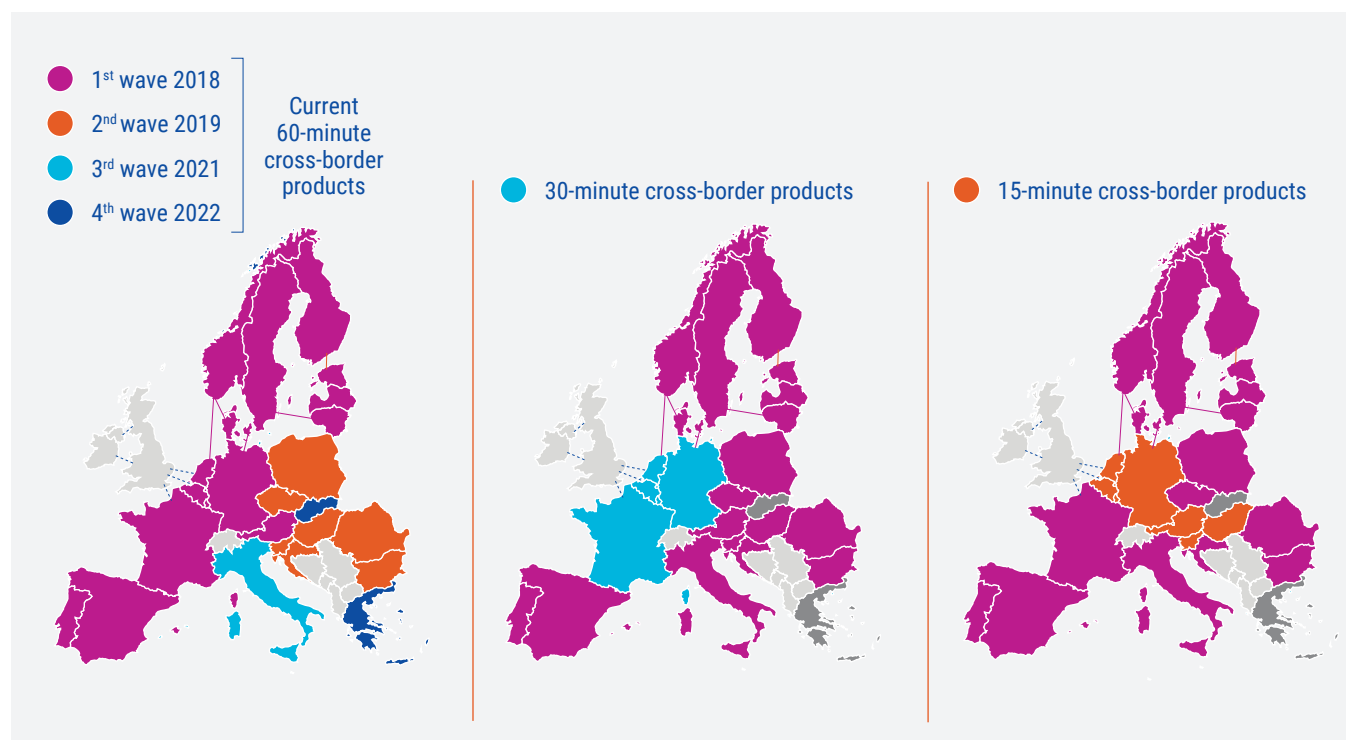 1st wave 2018
2nd wave 2019
3rd wave 2021
4th wave 2022
Current
60-minute
cross-border
products
30-minute cross-border products
15-minute cross-border products